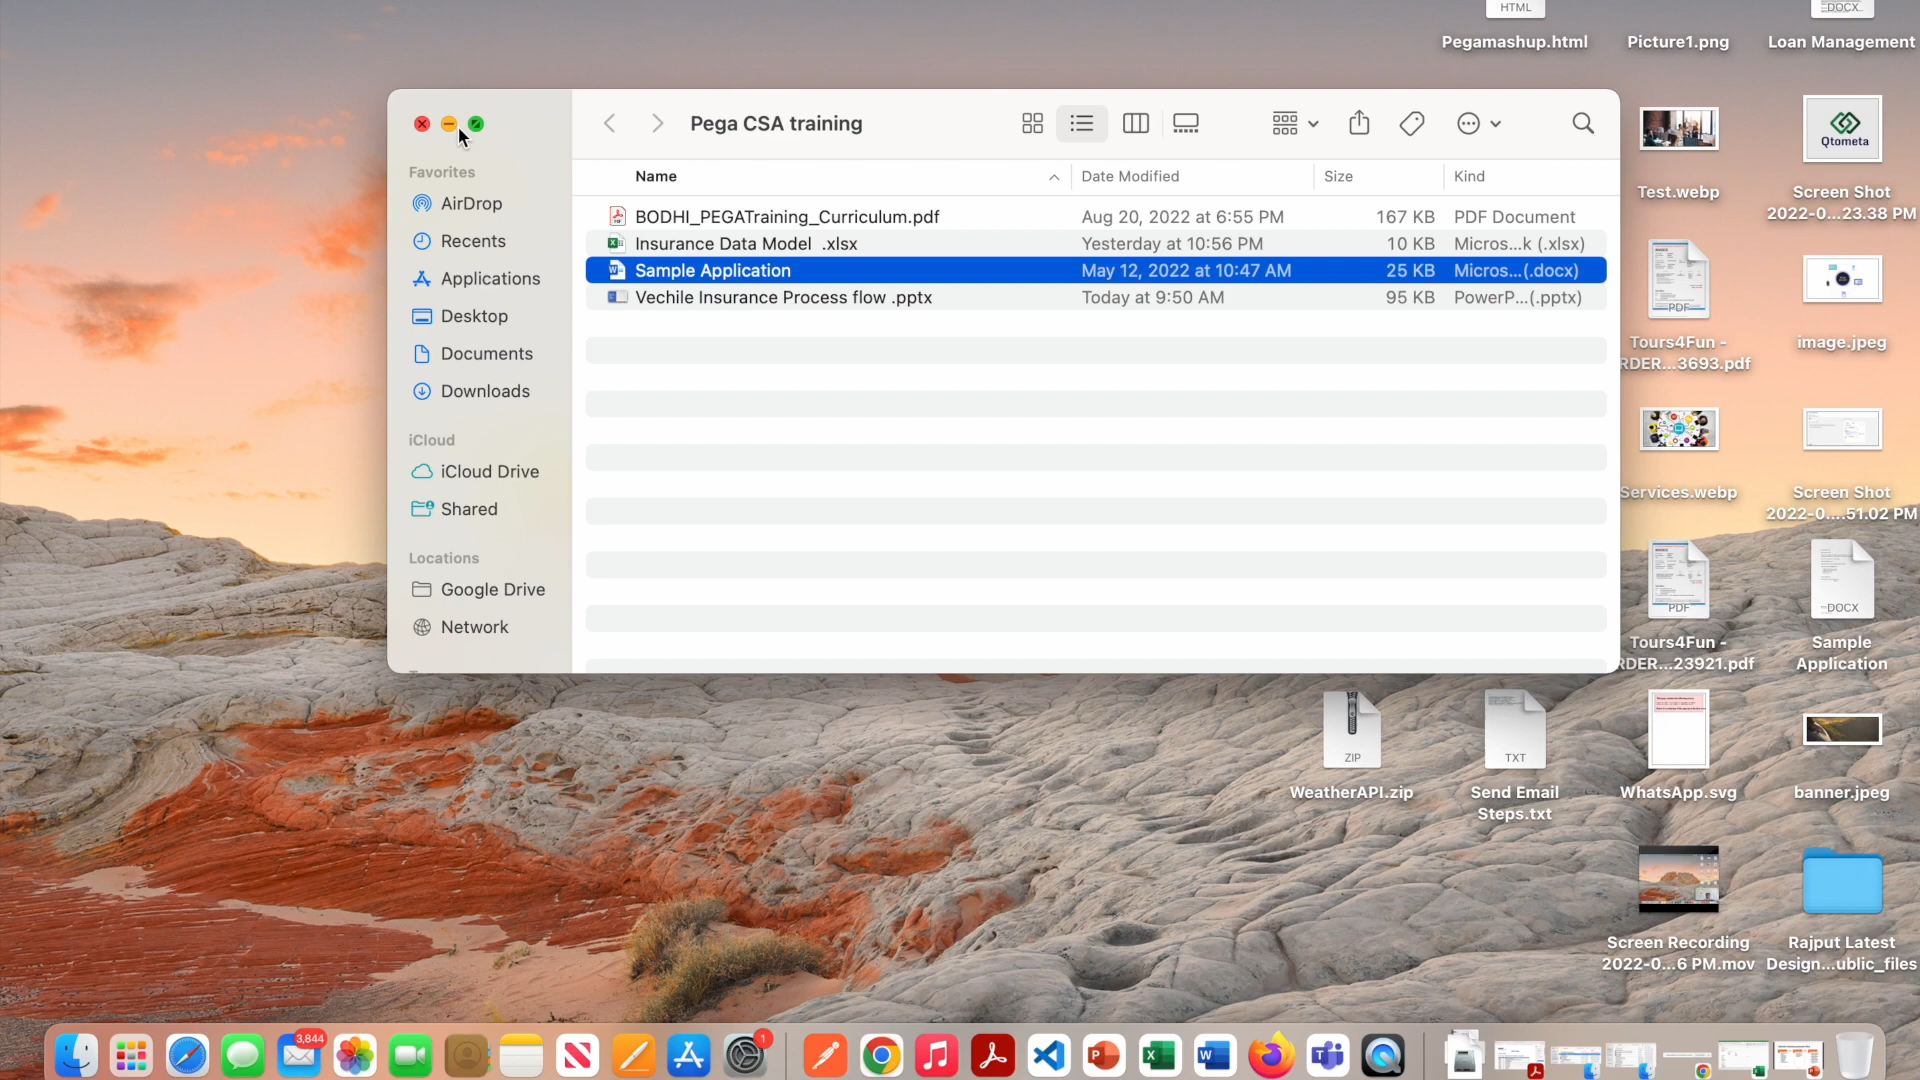 HTML
DOCX
Pegamashup.html
Picture1.png
Loan Management
Pega CSA training
Favorites
AirDrop
Recents
Applications
Desktop
Documents
Downloads
iCloud
iCloud Drive
Shared
Locations
Google Drive
Network
Name
Date Modified
Size
Kind
BODHI_PEGATraining_Curriculum.pdf
Aug 20, 2022 at 6:55 PM
167 KB
PDF Document
Insurance Data Model .xlsx
Yesterday at 10:56 PM
10 KB
Micros...k (.xlsx)
Sample Application
May 12, 2022 at 10:47 AM
25 KB
Micros...(.docx)
Vechile Insurance Process flow .pptx
Today at 9:50 AM
95 KB
PowerP...(.pptx)
Qtometa
Test.webp
Screen Shot
2022-0...23.38 PM
PDF
Tours4Fun -
RDER...3693.pdf
image.jpeg
Services.webp
Screen Shot
2022-0....51.02 PM
PDF
Tours4Fun -
RDER...23921.pdf
DOCX
Sample
Application
ZIP
WeatherAPI.zip
TXT
Send Email
Steps.txt
WhatsApp.svg
banner.jpeg
Screen Recording
2022-0...6 PM.mov
Rajput Latest
Design...ublic_files
3,844
1